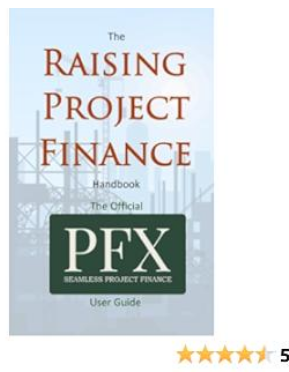 The
RAISING
PROJECT
FINANCE
Handbook
The Official
PFX
SEAMLESS PROJECT FINANCE
User Guide
5